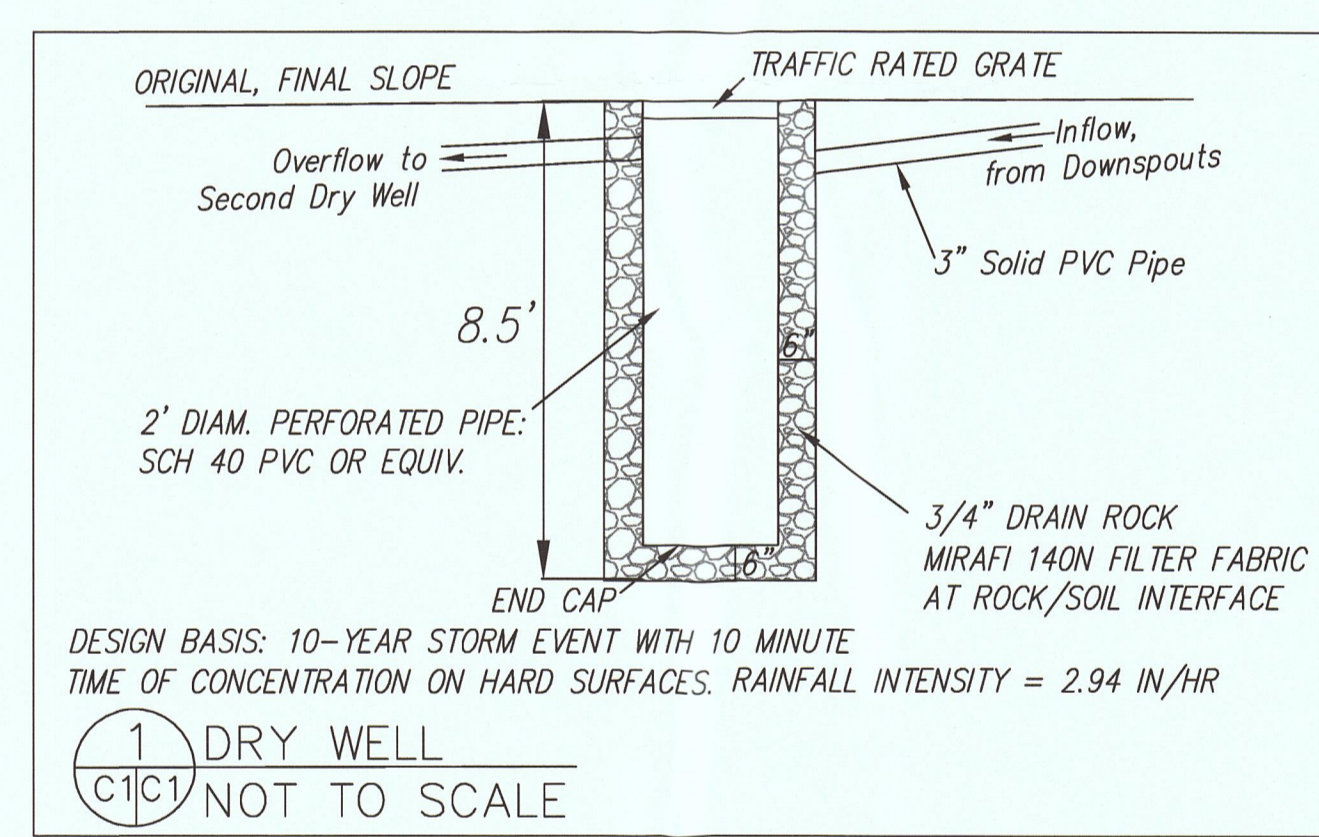 ORIGINAL, FINAL SLOPE
TRAFFIC RATED GRATE
Overflow to
Second Dry Well
Inflow,
from Downspouts
3" Solid PVC Pipe
8.5'
6"
2' DIAM. PERFORATED PIPE:
SCH 40 PVC OR EQUIV.
3/4" DRAIN ROCK
MIRAFI 140N FILTER FABRIC
AT ROCK/SOIL INTERFACE
6"
END CAP
DESIGN BASIS: 10-YEAR STORM EVENT WITH 10 MINUTE
TIME OF CONCENTRATION ON HARD SURFACES. RAINFALL INTENSITY = 2.94 IN/HR
1
C1 C1
DRY WELL
NOT TO SCALE